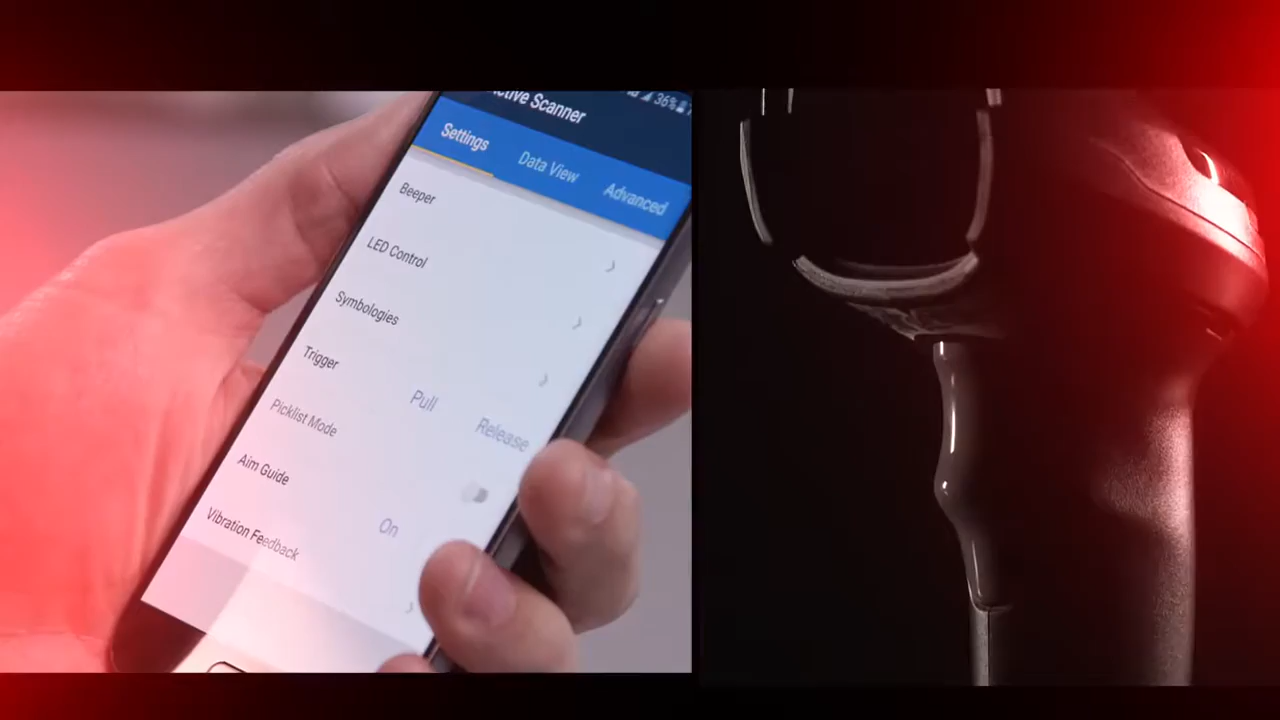 Active Scanner
36%
Settings
Data View
Advanced
Beeper
LED Control
Symbologies
Trigger
Pull
Release
Picklist Mode
Aim Guide
On
Vibration Feedback